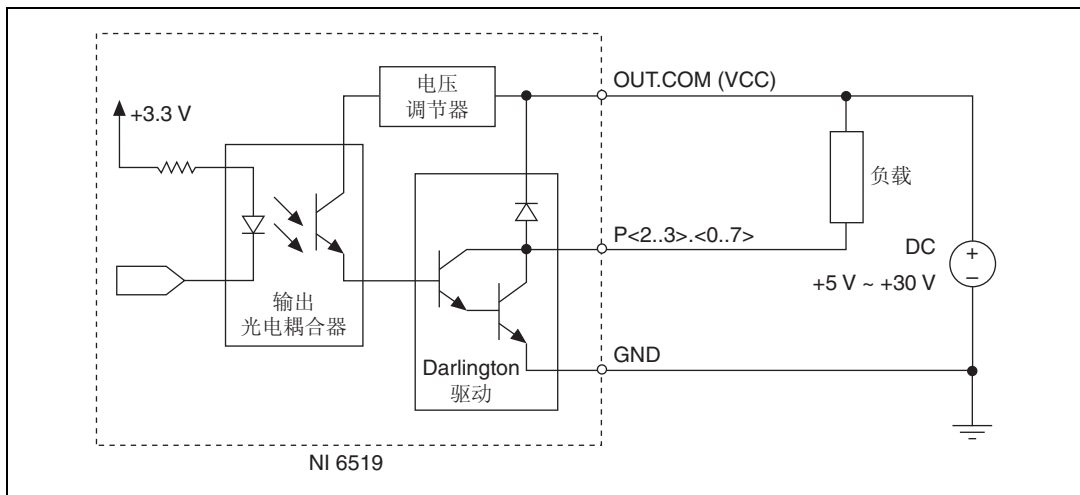 电压
调节器
OUT.COM (VCC)
+3.3 V
负载
P<2..3>.<0..7>
DC
+5 V ~ +30 V
+
–
输出
光电耦合器
GND
Darlington
驱动
NI 6519